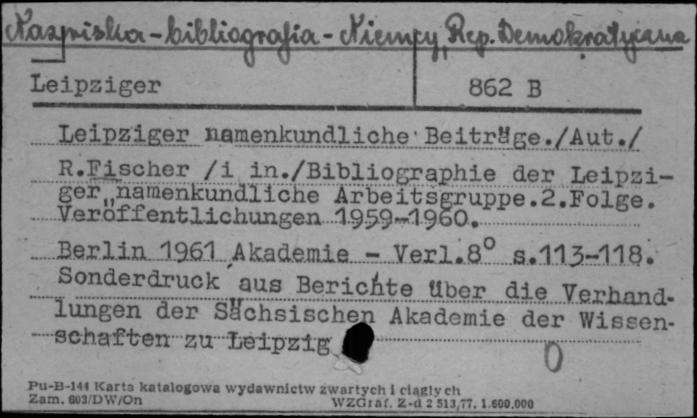 Nazwiska-bibliografia-Niemcy, Rep. Demokratyczna
Leipziger 862 B
Leipziger namenkundliche Beiträge./Aut./
R.Fischer /i in./Bibliographie der Leipzi-
ger namenkundliche Arbeitsgruppe.2.Folge.
Veröffentlichungen 1959-1960.
Berlin 1961 Akademie - Verl.8° s.113-118.
Sonderdruck aus Berichte über die Verhand-
lungen der Sächsischen Akademie der Wissen-
schaften zu Leipzig
0
Pu-B-144 Karta katalogowa wydawnictw zwartych i ciągłych
Zam. 603/DW/On WZGraf. Z-d 2 513,77. 1.600.000